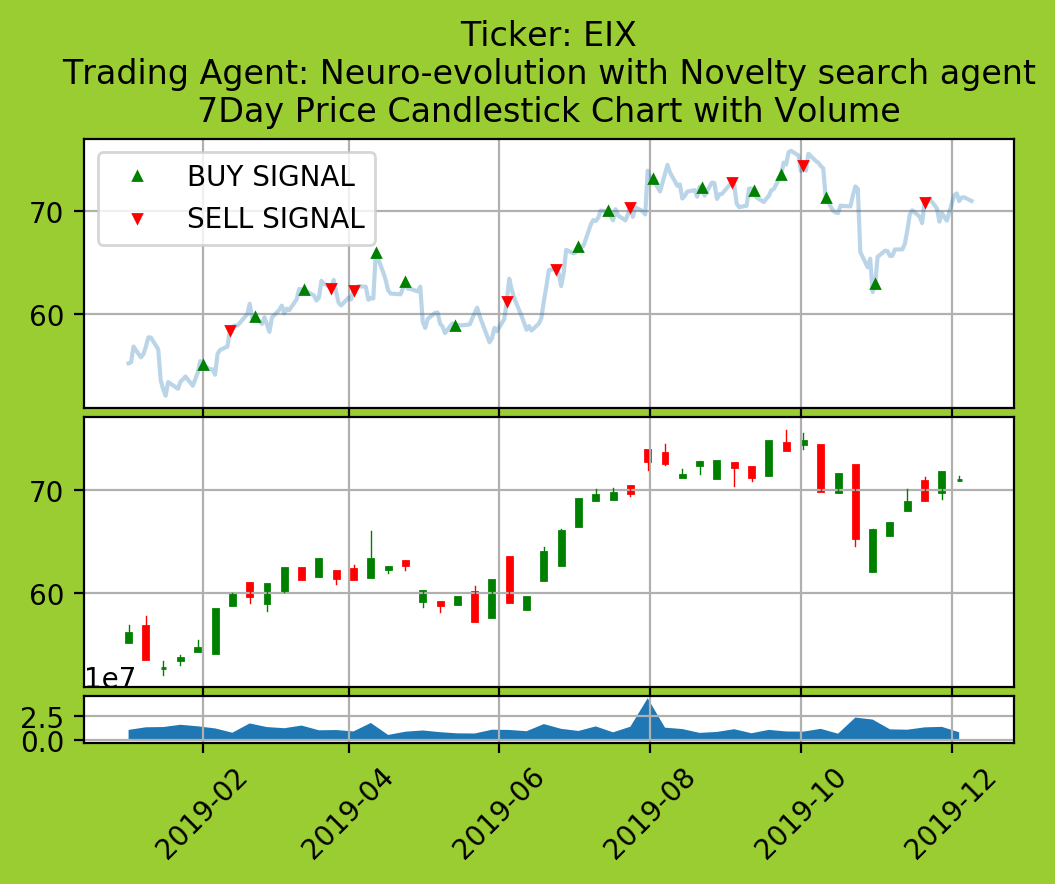 Ticker: EIX
Trading Agent: Neuro-evolution with Novelty search agent
7Day Price Candlestick Chart with Volume
BUY SIGNAL
SELL SIGNAL
70
60
70
60
1e7
2.5
0.0
2019-02
2019-04
2019-06
2019-08
2019-10
2019-12